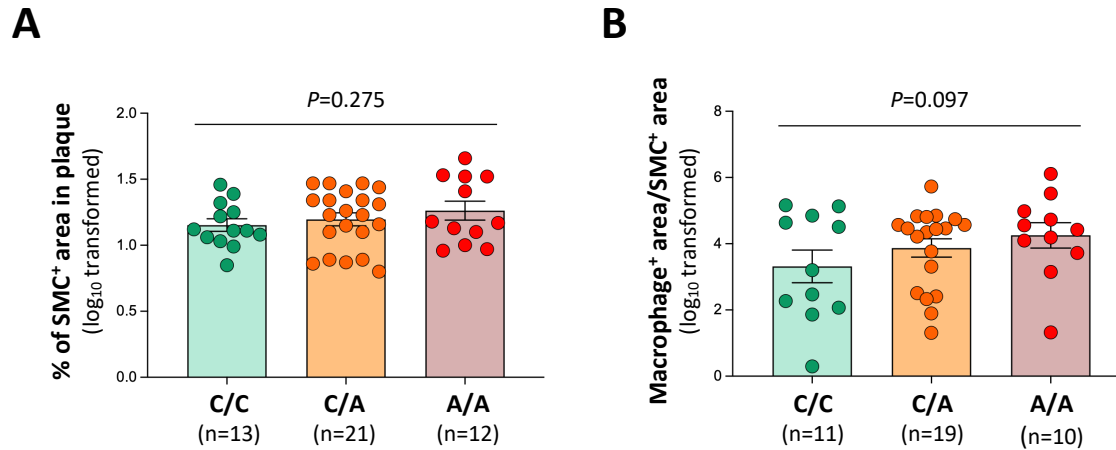 A
% of SMC⁺ area in plaque
(log₁₀ transformed)
2.0
1.5
1.0
0.5
0.0
P=0.275
C/C
C/A
A/A
(n=13)
(n=21)
(n=12)
B
Macrophage⁺ area/SMC⁺ area
(log₁₀ transformed)
8
6
4
2
0
P=0.097
C/C
C/A
A/A
(n=11)
(n=19)
(n=10)